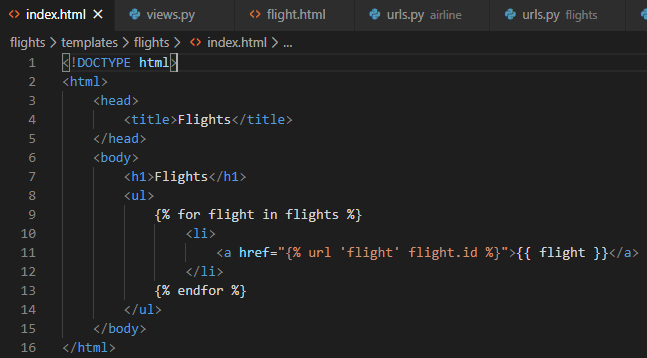 index.html views.py flight.html urls.py airline urls.py flights
flights > templates > flights > index.html > ...
1 <!DOCTYPE html>
2 <html>
3     <head>
4         <title>Flights</title>
5     </head>
6     <body>
7         <h1>Flights</h1>
8         <ul>
9             {% for flight in flights %}
10                 <li>
11                     <a href="{% url 'flight' flight.id %}">{{ flight }}</a>
12                 </li>
13             {% endfor %}
14         </ul>
15     </body>
16 </html>